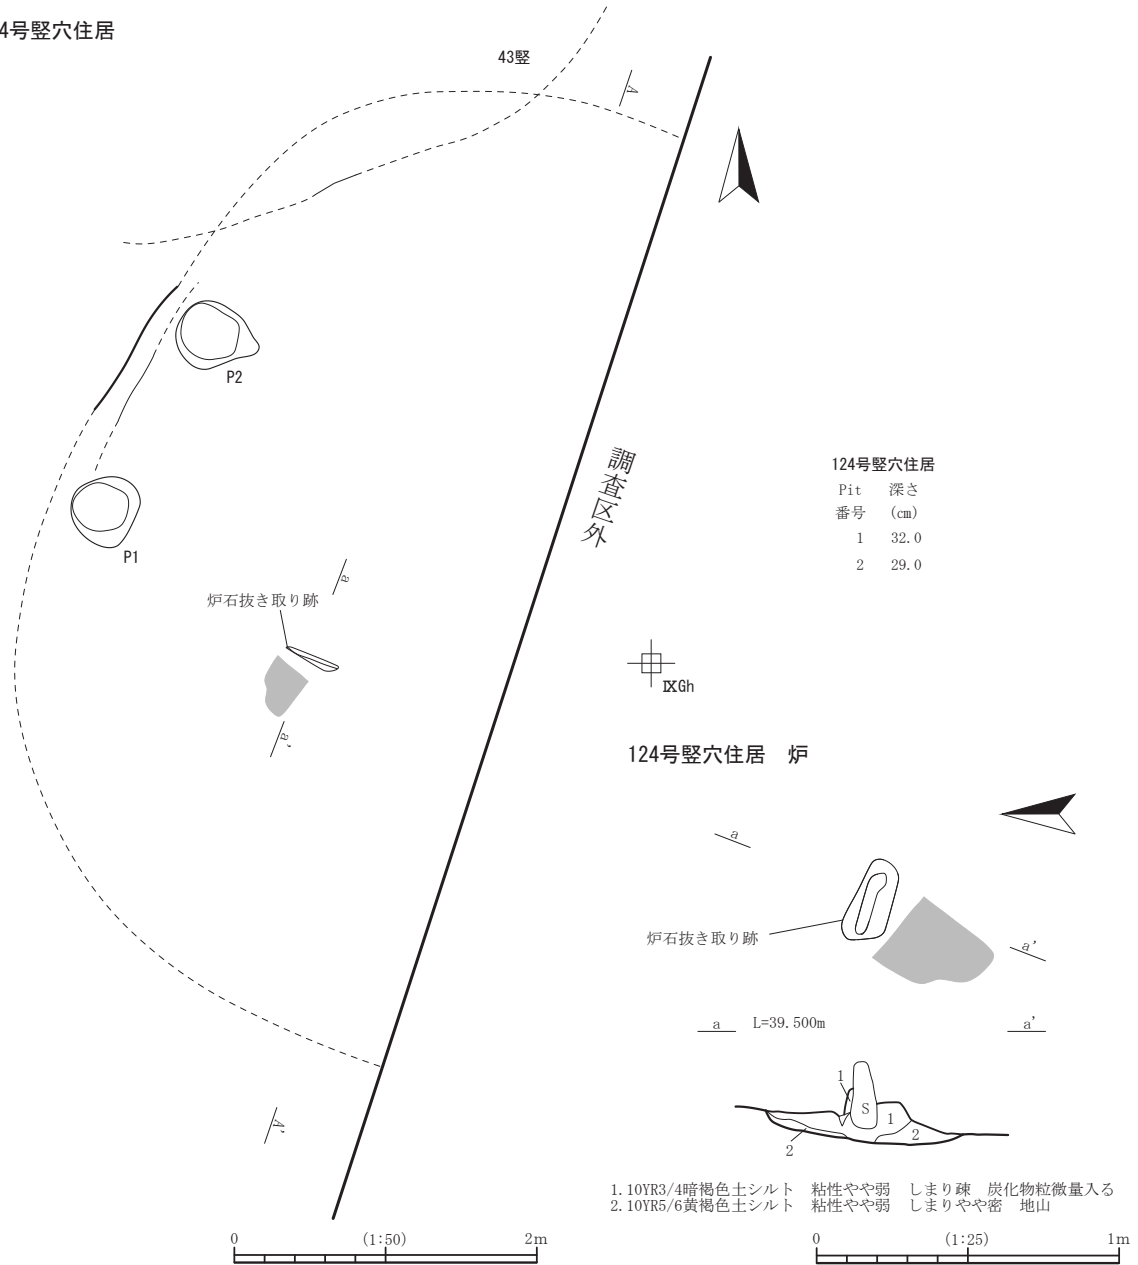 4号竪穴住居
43竪
A
P2
P1
調査区外
124号竪穴住居
Pit 深さ
番号 (㎝)
1 32.0
2 29.0
a
炉石抜き取り跡
a'
ⅨGh
A'
0 (1:50) 2m
124号竪穴住居 炉
a
炉石抜き取り跡
a'
a L=39.500m a'
1
S
1
2
2
1. 10YR3/4暗褐色土シルト 粘性やや弱 しまり疎 炭化物粒微量入る
2. 10YR5/6黄褐色土シルト 粘性やや弱 しまりやや密 地山
0 (1:25) 1m